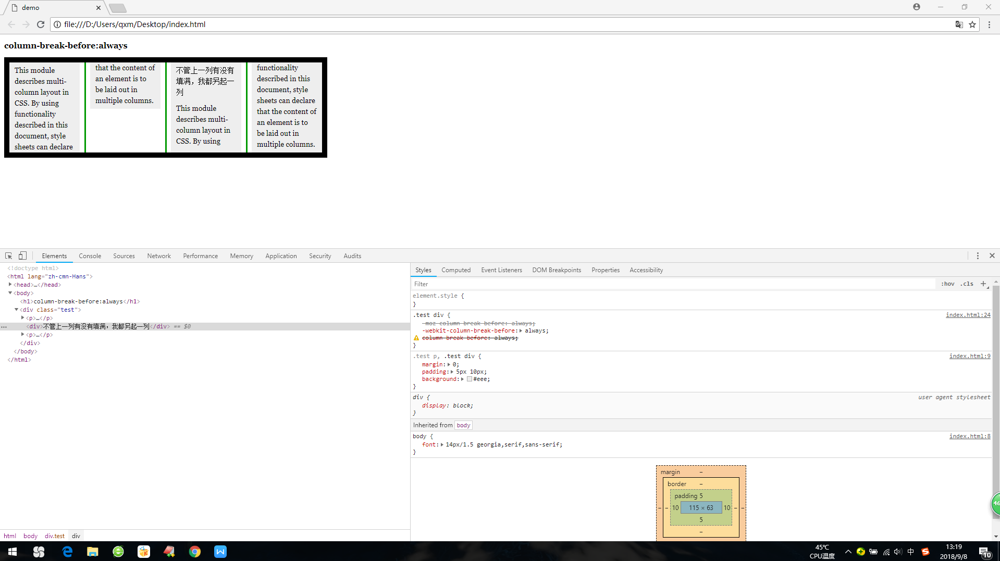 demo
file:///D:/Users/qxm/Desktop/index.html
column-break-before:always
This module
describes multi-
column layout in
CSS. By using
functionality
described in this
document, style
sheets can declare
that the content of
an element is to
be laid out in
multiple columns.
不管上一列有没有
填满，我都另起一
列
This module
describes multi-
column layout in
CSS. By using
functionality
described in this
document, style
sheets can declare
that the content of
an element is to
be laid out in
multiple columns.
Elements Console Sources Network Performance Memory Application Security Audits
<!doctype html>
<html lang="zh-cmn-Hans">
<head>…</head>
<body>
<h1>column-break-before:always</h1>
<div class="test">
<p>…</p>
<div>不管上一列有没有填满，我都另起一列</div> == $0
<p>…</p>
</div>
</body>
</html>
html body div.test div
Styles Computed Event Listeners DOM Breakpoints Properties Accessibility
Filter :hov .cls +
element.style {
}
.test div { index.html:24
-moz-column-break-before: always;
-webkit-column-break-before: always;
column-break-before: always;
}
.test p, .test div { index.html:9
margin: 0;
padding: 5px 10px;
background: #eee;
}
div { user agent stylesheet
display: block;
}
Inherited from body
body { index.html:8
font: 14px/1.5 georgia,serif,sans-serif;
}
margin –
border –
padding 5
– – 10 115 × 63 10 – –
5
–
46
45℃
CPU温度
中
13:19
2018/9/8
10